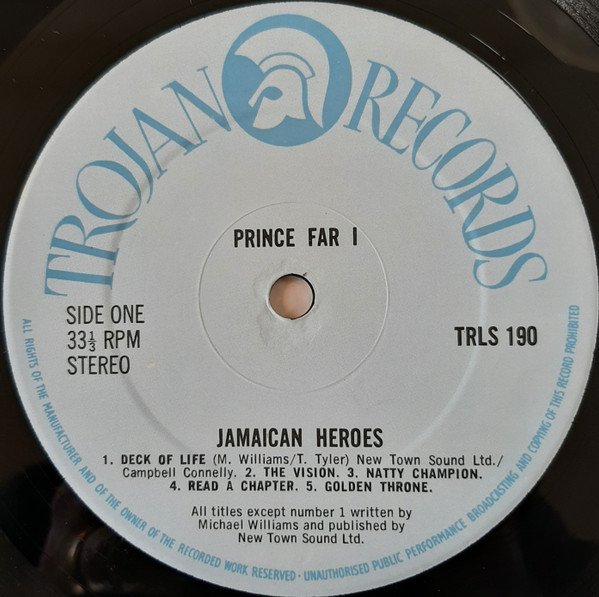 TROJAN RECORDS
PRINCE FAR I
SIDE ONE
33⅓ RPM
STEREO
TRLS 190
JAMAICAN HEROES
1. DECK OF LIFE (M. Williams/T. Tyler) New Town Sound Ltd./
Campbell Connelly. 2. THE VISION. 3. NATTY CHAMPION.
4. READ A CHAPTER. 5. GOLDEN THRONE.
All titles except number 1 written by
Michael Williams and published by
New Town Sound Ltd.
ALL RIGHTS OF THE MANUFACTURER AND OF THE OWNER OF THE RECORDED WORK RESERVED · UNAUTHORISED PUBLIC PERFORMANCE BROADCASTING AND COPYING OF THIS RECORD PROHIBITED